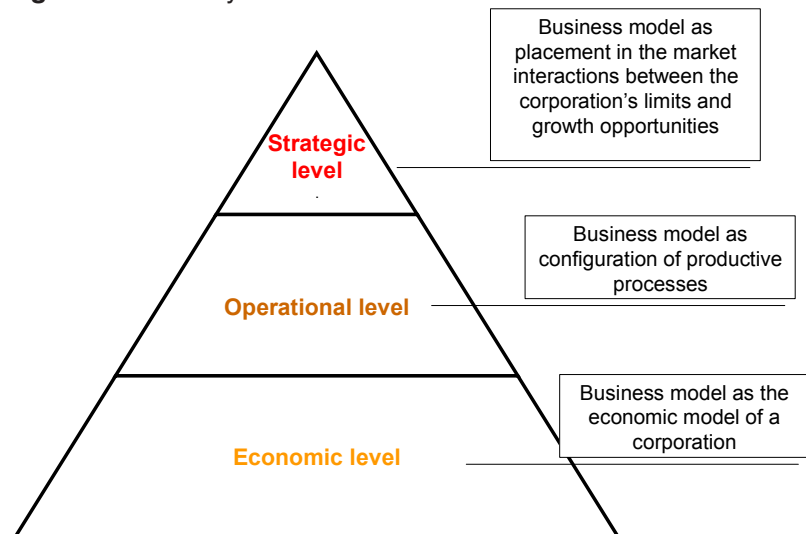 Business model as
placement in the market
interactions between the
corporation's limits and
growth opportunities
Strategic
level
Business model as
configuration of productive
processes
Operational level
Business model as the
economic model of a
corporation
Economic level